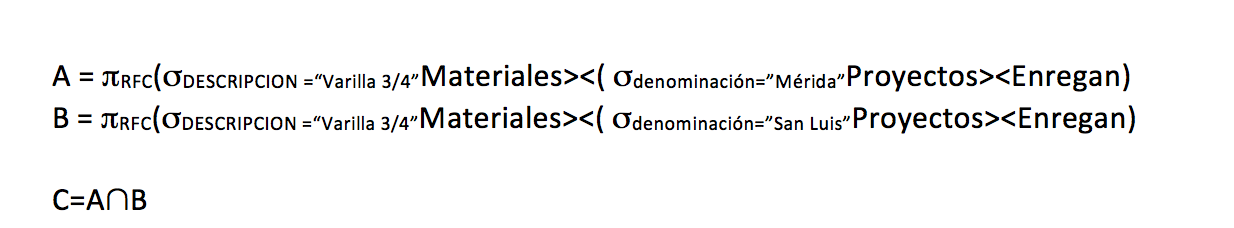 A = πRFC(σDESCRIPCION =“Varilla 3/4”Materiales><( σdenominación=”Mérida”Proyectos><Enregan)
B = πRFC(σDESCRIPCION =“Varilla 3/4”Materiales><( σdenominación=”San Luis”Proyectos><Enregan)
C=A∩B